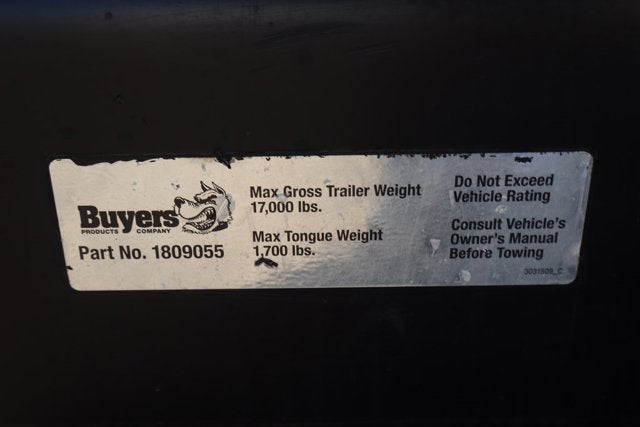 Buyers
PRODUCTS COMPANY
Part No. 1809055
Max Gross Trailer Weight
17,000 lbs.
Max Tongue Weight
1,700 lbs.
Do Not Exceed
Vehicle Rating
Consult Vehicle's
Owner's Manual
Before Towing
3031809_C